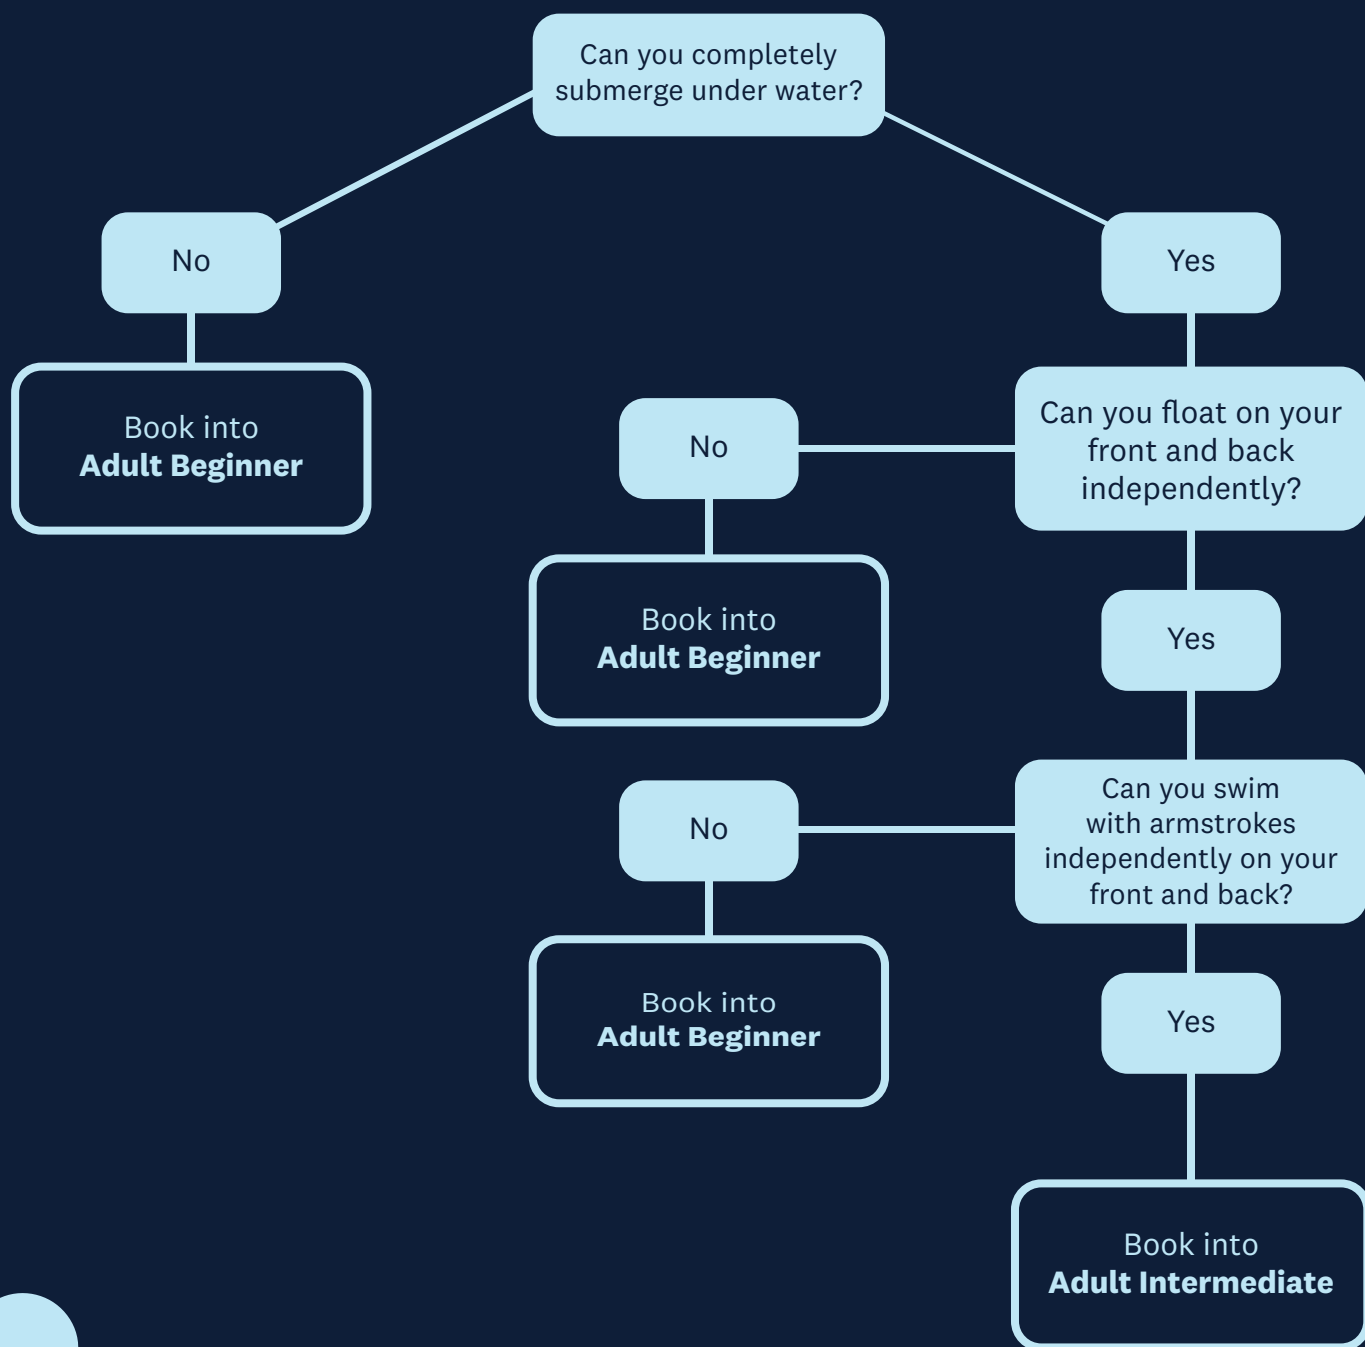 Can you completely
submerge under water?
No
Yes
Book into
Adult Beginner
Can you float on your
front and back
independently?
No
Book into
Adult Beginner
Yes
Can you swim
with armstrokes
independently on your
front and back?
No
Book into
Adult Beginner
Yes
Book into
Adult Intermediate